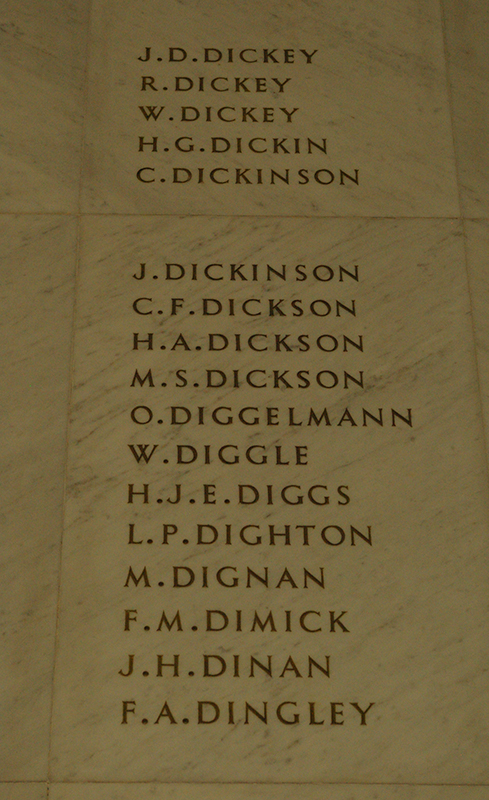 J.D.DICKEY
R.DICKEY
W.DICKEY
H.G.DICKIN
C.DICKINSON
J.DICKINSON
C.F.DICKSON
H.A.DICKSON
M.S.DICKSON
O.DIGGELMANN
W.DIGGLE
H.J.E.DIGGS
L.P.DIGHTON
M.DIGNAN
F.M.DIMICK
J.H.DINAN
F.A.DINGLEY